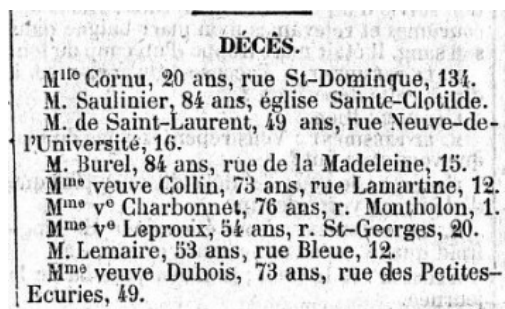 DÉCÈS.
Mlle Cornu, 20 ans, rue St-Dominque, 134.
M. Saulinier, 84 ans, église Sainte-Clotilde.
M. de Saint-Laurent, 49 ans, rue Neuve-de-
l'Université, 16.
M. Burel, 84 ans, rue de la Madeleine, 15.
Mme veuve Collin, 73 ans, rue Lamartine, 12.
Mme ve Charbonnet, 76 ans, r. Montholon, 1.
Mme ve Leproux, 54 ans, r. St-Georges, 20.
M. Lemaire, 53 ans, rue Bleue, 12.
Mme veuve Dubois, 73 ans, rue des Petites-
Ecuries, 49.